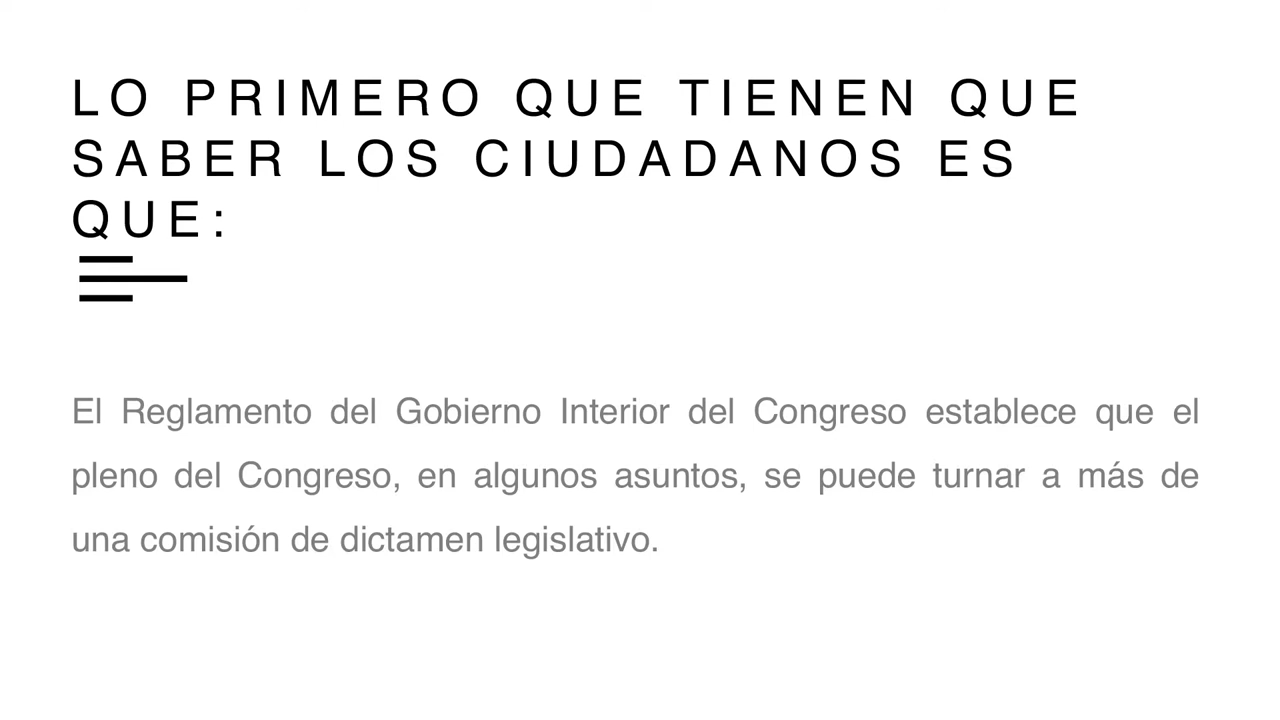 LO PRIMERO QUE TIENEN QUE
SABER LOS CIUDADANOS ES
QUE:
El Reglamento del Gobierno Interior del Congreso establece que el
pleno del Congreso, en algunos asuntos, se puede turnar a más de
una comisión de dictamen legislativo.